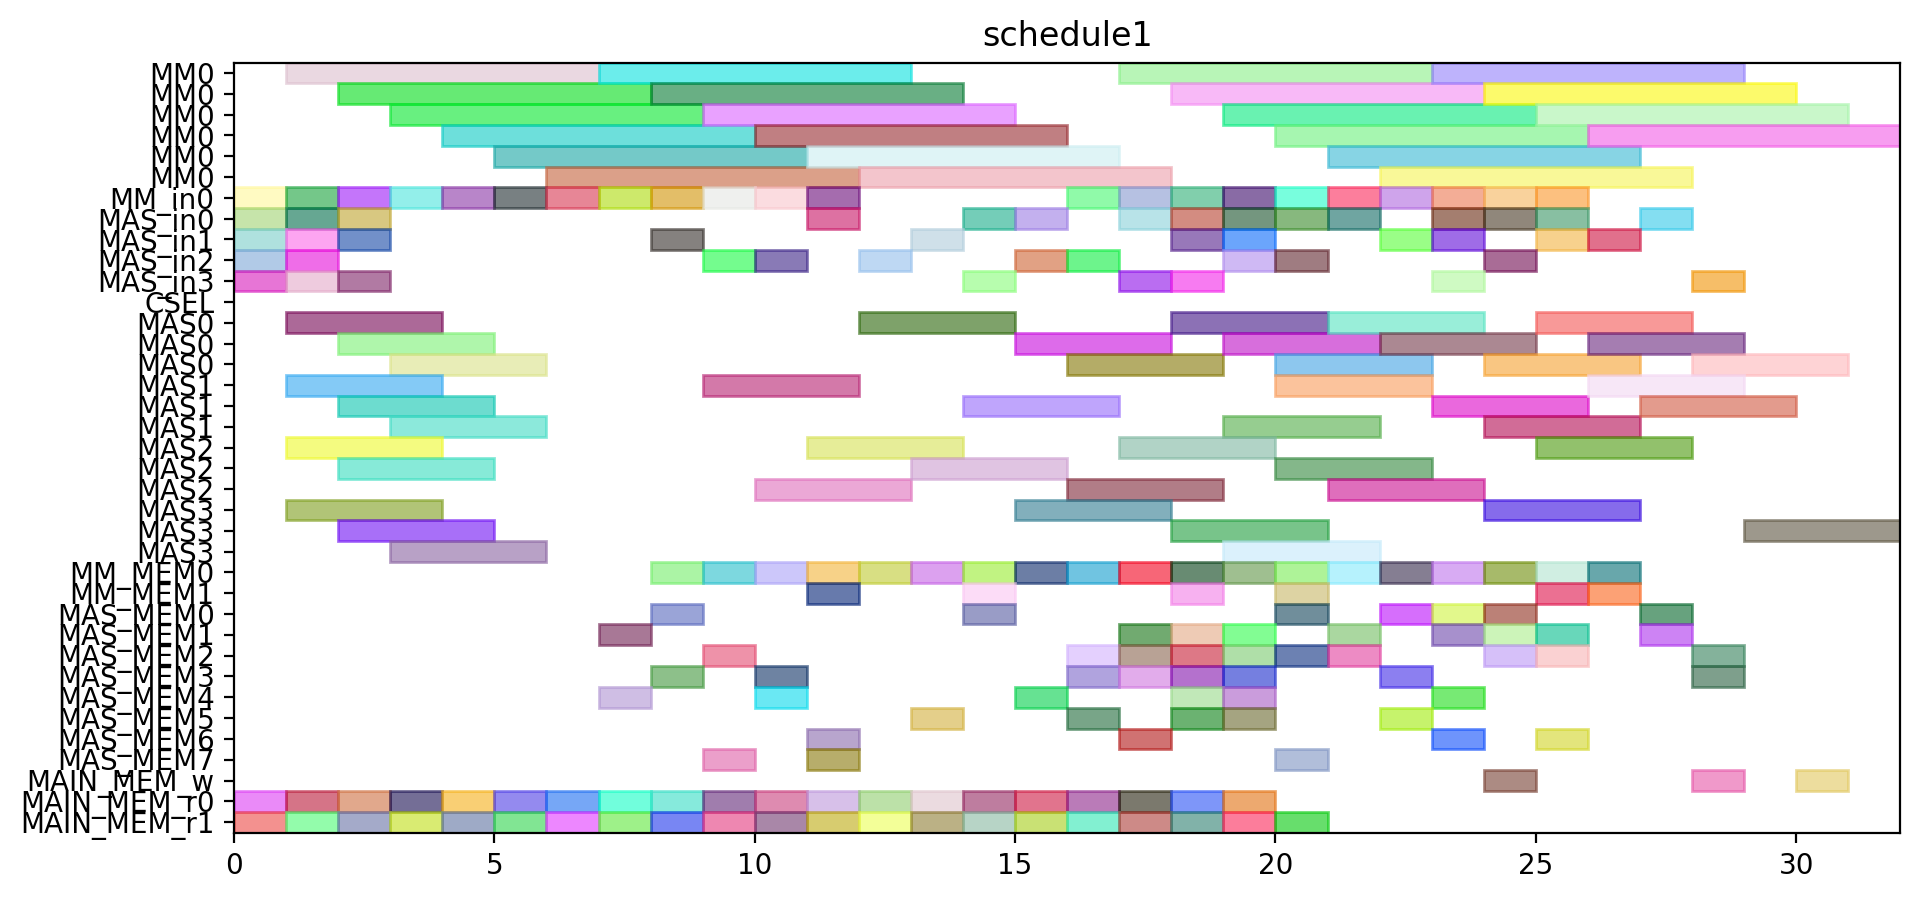 schedule1
MM0
MM0
MM0
MM0
MM0
MM0
MM_in0
MAS_in0
MAS_in1
MAS_in2
MAS_in3
CSEL
MAS0
MAS0
MAS0
MAS1
MAS1
MAS1
MAS2
MAS2
MAS2
MAS3
MAS3
MAS3
MM_MEM0
MM_MEM1
MAS_MEM0
MAS_MEM1
MAS_MEM2
MAS_MEM3
MAS_MEM4
MAS_MEM5
MAS_MEM6
MAS_MEM7
MAIN_MEM_w
MAIN_MEM_r0
MAIN_MEM_r1
0 5 10 15 20 25 30